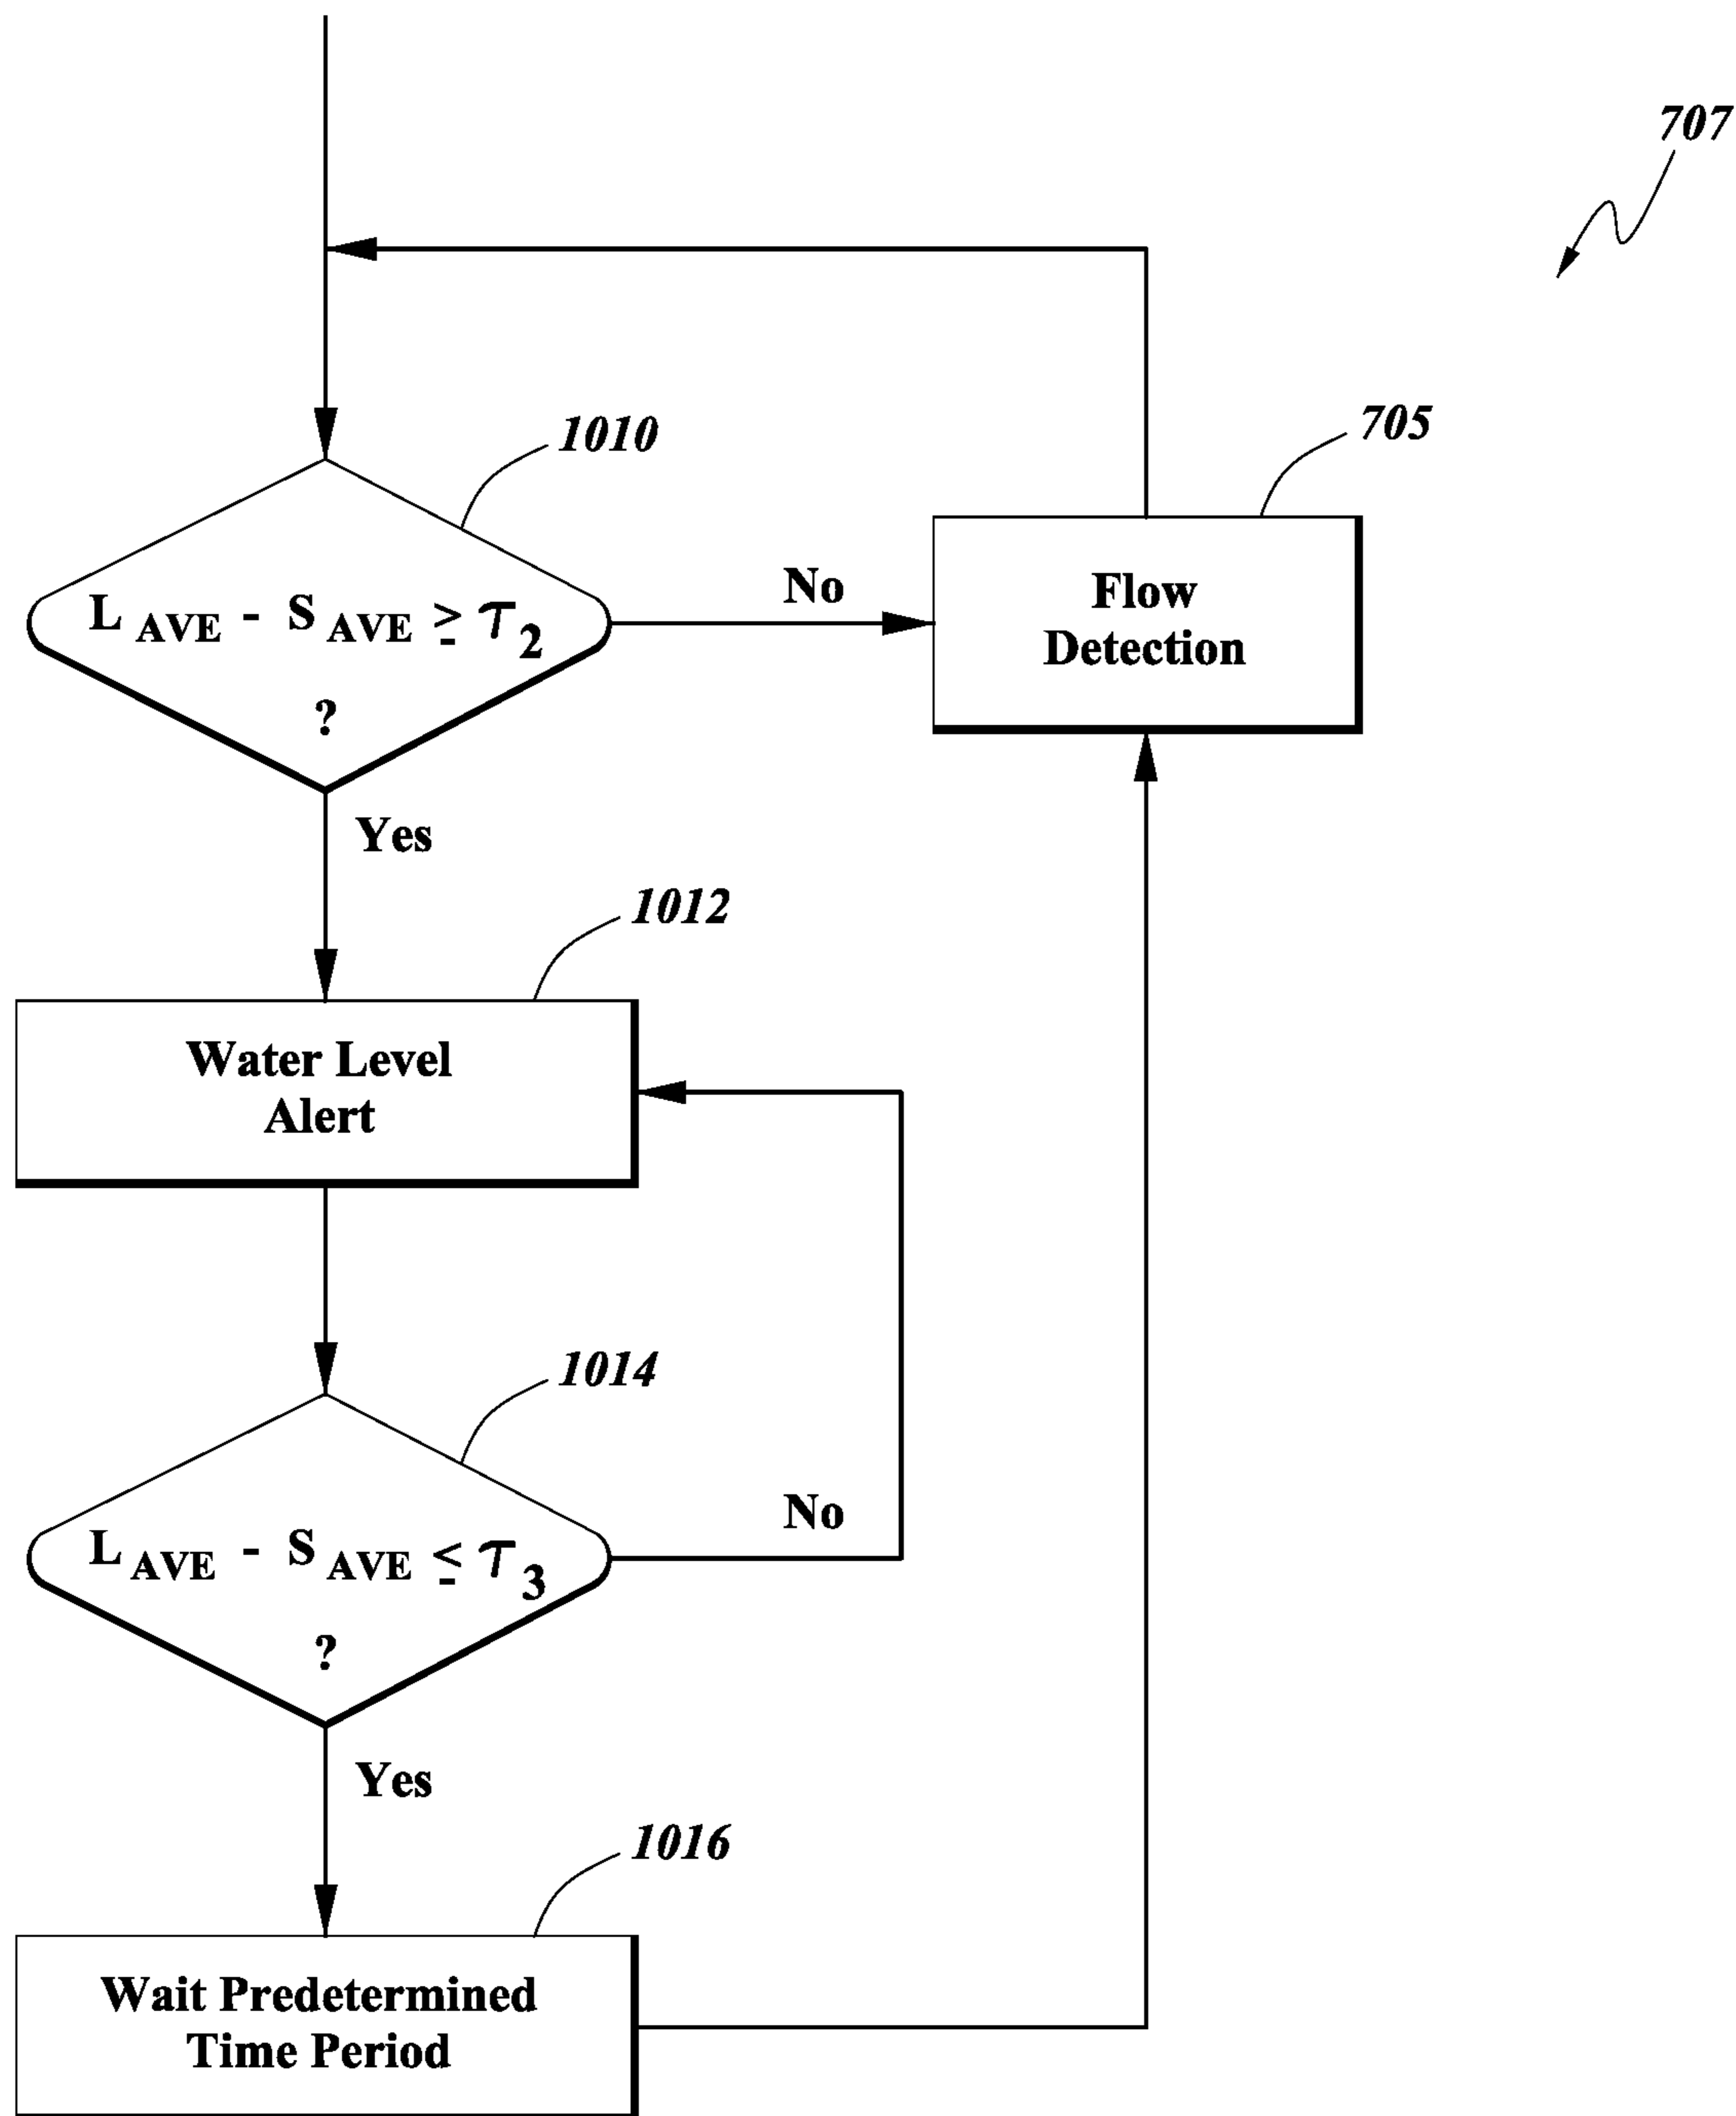 707
1010
705
L AVE - S AVE ≥ τ 2
?
No
Flow
Detection
Yes
1012
Water Level
Alert
1014
L AVE - S AVE ≤ τ 3
?
No
Yes
1016
Wait Predetermined
Time Period